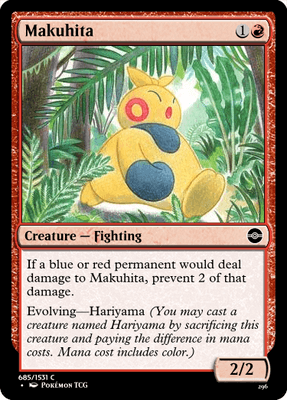 Makuhita 1
Creature — Fighting
If a blue or red permanent would deal
damage to Makuhita, prevent 2 of
that damage.
Evolving—Hariyama (You may cast a
creature named Hariyama by sacrificing this
creature and paying the difference in mana
costs. Mana cost includes color.)
2/2
685/1531 C
• Pokémon TCG
296